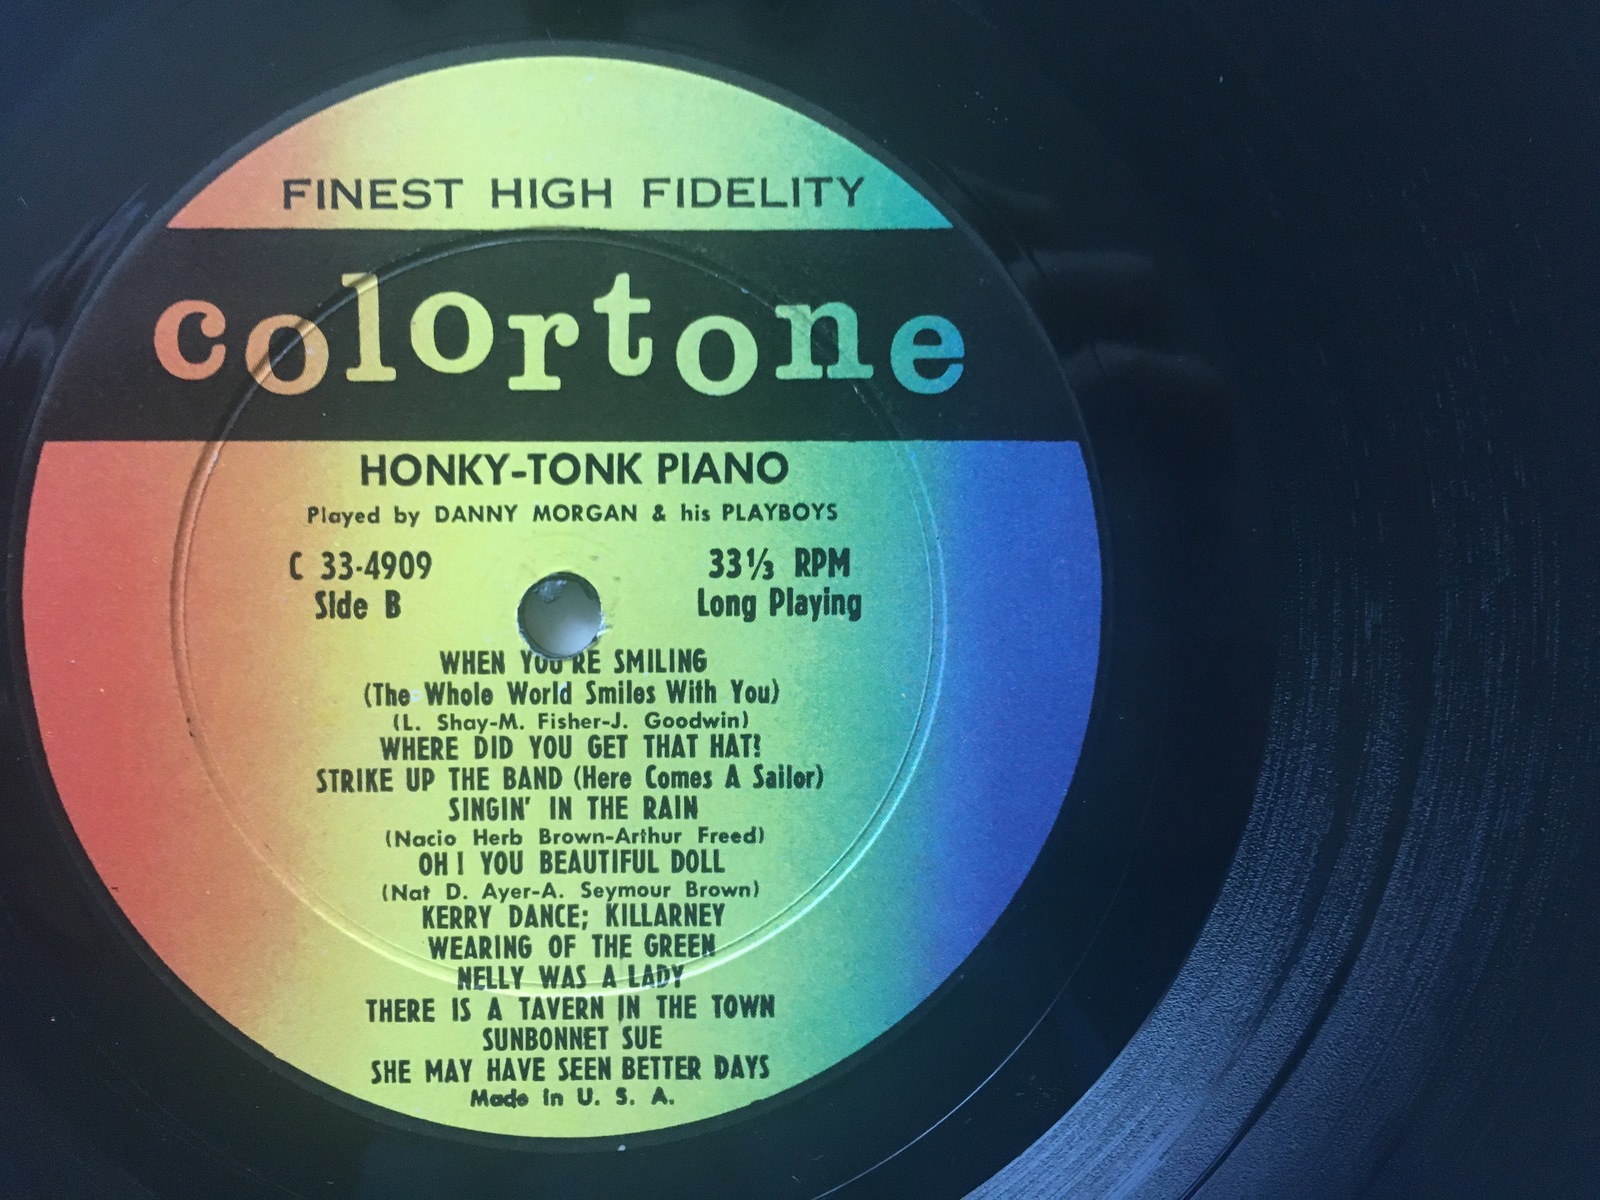 FINEST HIGH FIDELITY
colortone
HONKY-TONK PIANO
Played by DANNY MORGAN & his PLAYBOYS
C 33-4909 33⅓ RPM
Side B Long Playing
WHEN YOU'RE SMILING
(The Whole World Smiles With You)
(L. Shay-M. Fisher-J. Goodwin)
WHERE DID YOU GET THAT HAT?
STRIKE UP THE BAND (Here Comes A Sailor)
SINGIN' IN THE RAIN
(Nacio Herb Brown-Arthur Freed)
OH! YOU BEAUTIFUL DOLL
(Nat D. Ayer-A. Seymour Brown)
KERRY DANCE; KILLARNEY
WEARING OF THE GREEN
NELLY WAS A LADY
THERE IS A TAVERN IN THE TOWN
SUNBONNET SUE
SHE MAY HAVE SEEN BETTER DAYS
Made in U. S. A.